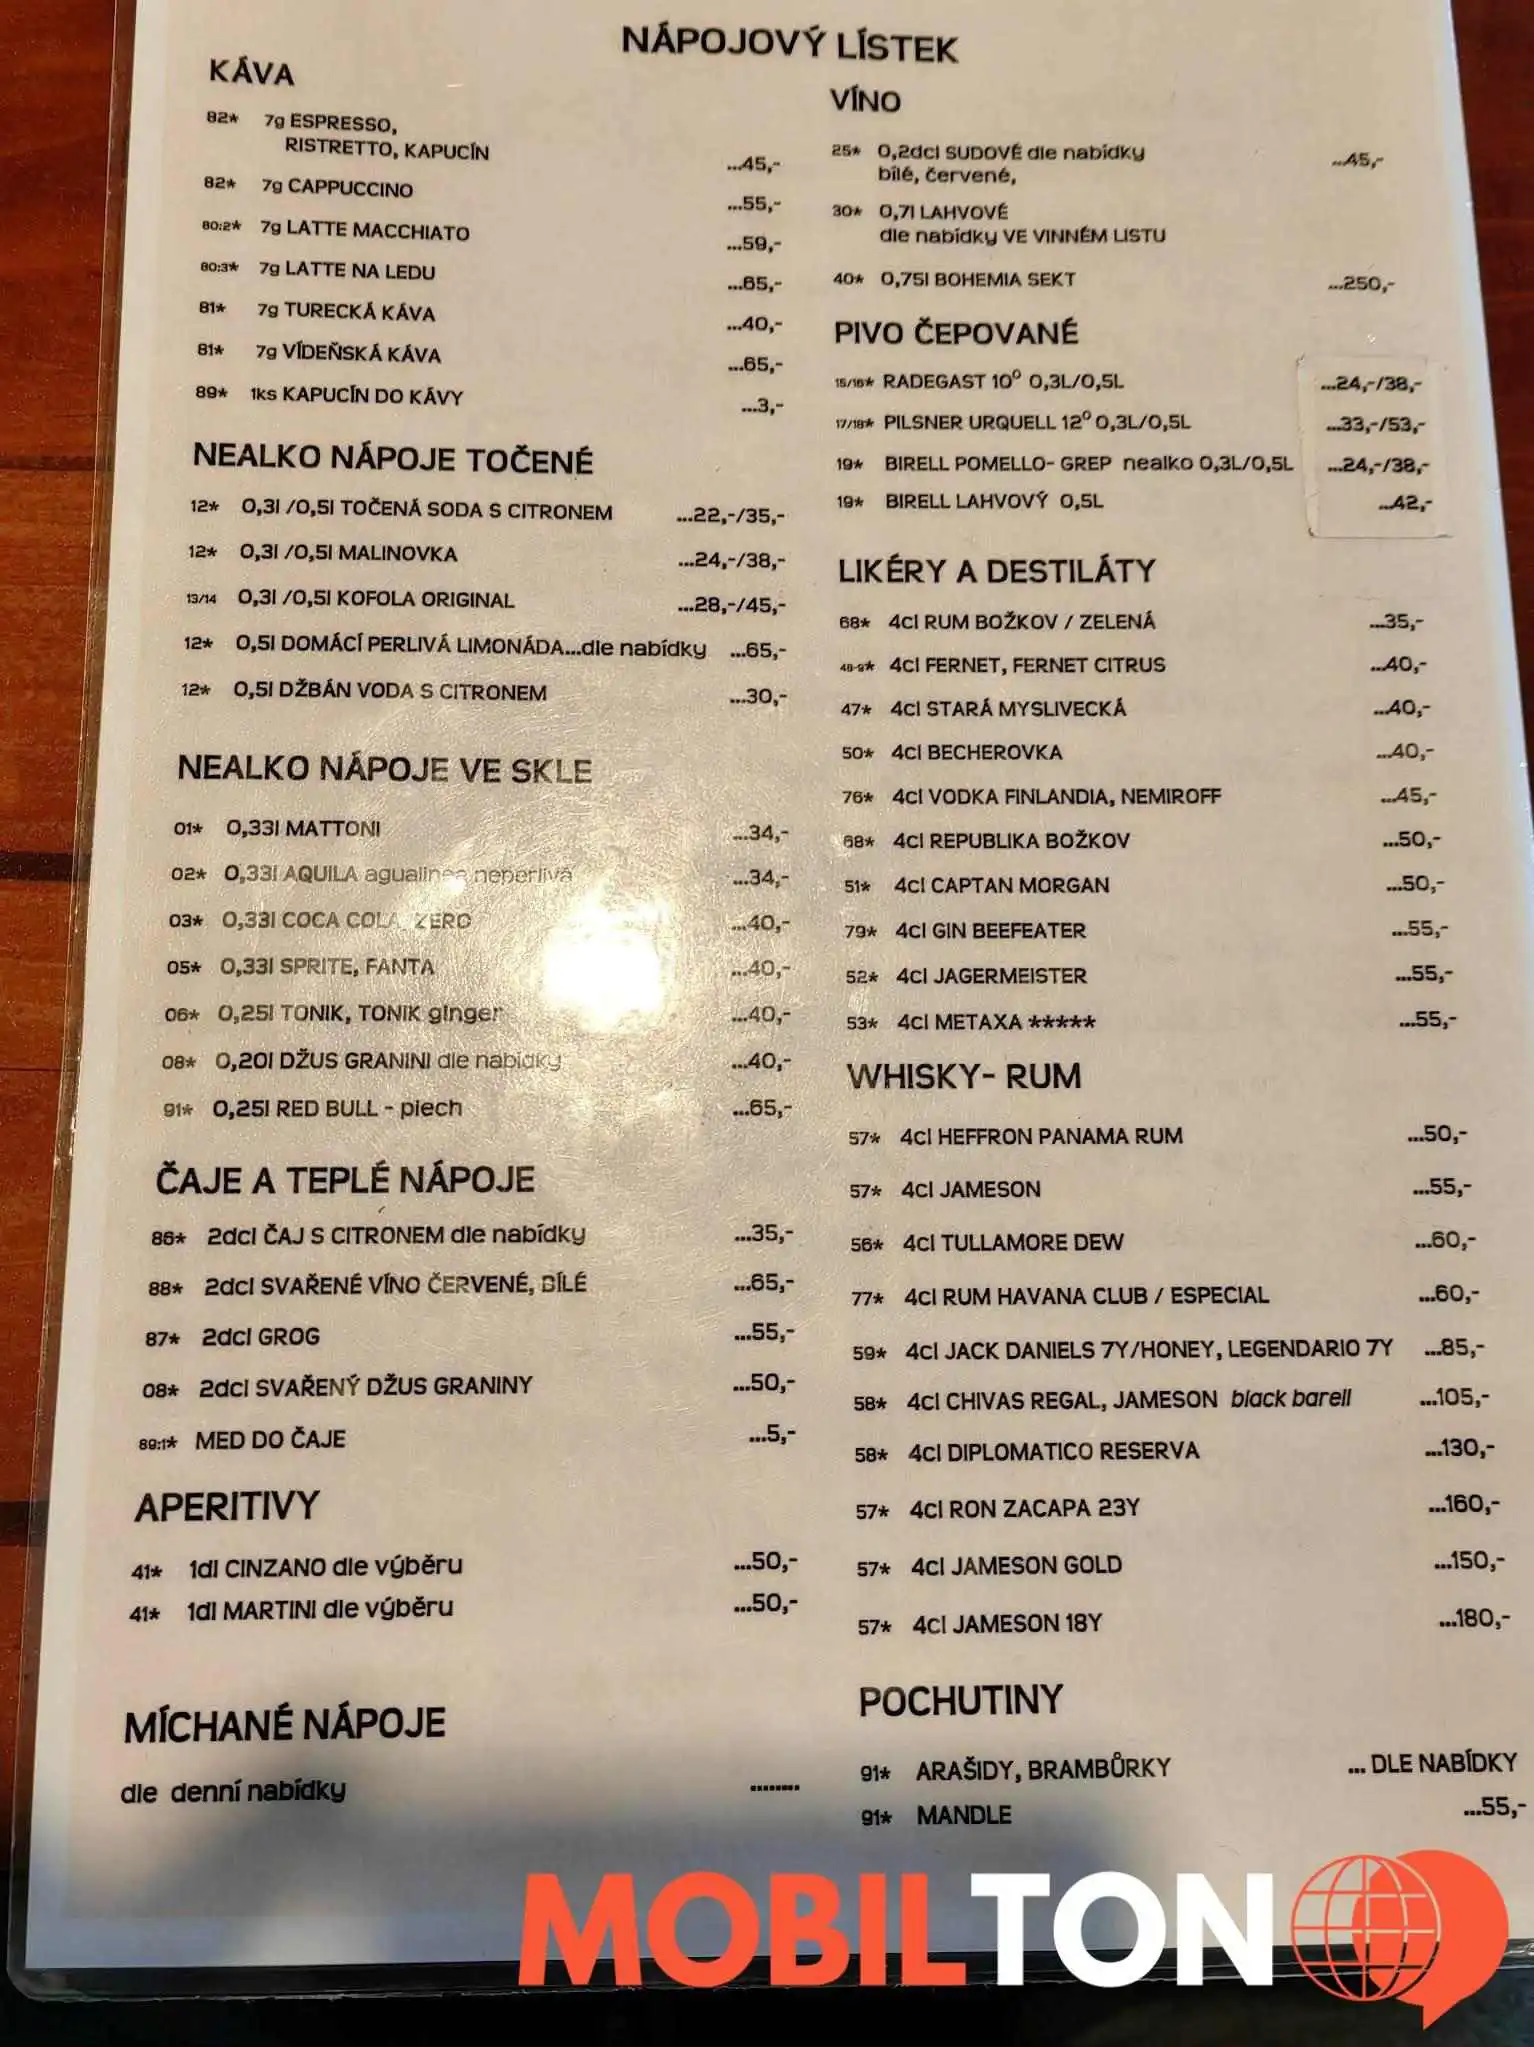 NÁPOJOVÝ LÍSTEK
KÁVA
82* 7g ESPRESSO,
RISTRETTO, KAPUCÍN ...45,-
82* 7g CAPPUCCINO ...55,-
80:2* 7g LATTE MACCHIATO ...59,-
80:3* 7g LATTE NA LEDU ...65,-
81* 7g TURECKÁ KÁVA ...40,-
81* 7g VÍDEŇSKÁ KÁVA ...65,-
89* 1ks KAPUCÍN DO KÁVY ...3,-
NEALKO NÁPOJE TOČENÉ
12* 0,3l /0,5l TOČENÁ SODA S CITRONEM ...22,-/35,-
12* 0,3l /0,5l MALINOVKA ...24,-/38,-
13/14 0,3l /0,5l KOFOLA ORIGINAL ...28,-/45,-
12* 0,5l DOMÁCÍ PERLIVÁ LIMONÁDA...dle nabídky ...65,-
12* 0,5l DŽBÁN VODA S CITRONEM ...30,-
NEALKO NÁPOJE VE SKLE
01* 0,33l MATTONI ...34,-
02* 0,33l AQUILA agualinea neperlivá ...34,-
03* 0,33l COCA COLA, ZERO ...40,-
05* 0,33l SPRITE, FANTA ...40,-
06* 0,25l TONIK, TONIK ginger ...40,-
08* 0,20l DŽUS GRANINI dle nabídky ...40,-
91* 0,25l RED BULL - plech ...65,-
ČAJE A TEPLÉ NÁPOJE
86* 2dcl ČAJ S CITRONEM dle nabídky ...35,-
88* 2dcl SVAŘENÉ VÍNO ČERVENÉ, BÍLÉ ...65,-
87* 2dcl GROG ...55,-
08* 2dcl SVAŘENÝ DŽUS GRANINY ...50,-
89:1* MED DO ČAJE ...5,-
APERITIVY
41* 1dl CINZANO dle výběru ...50,-
41* 1dl MARTINI dle výběru ...50,-
MÍCHANÉ NÁPOJE
dle denní nabídky ........
VÍNO
25* 0,2dcl SUDOVÉ dle nabídky ...45,-
bílé, červené,
30* 0,7l LAHVOVÉ
dle nabídky VE VINNÉM LISTU
40* 0,75l BOHEMIA SEKT ...250,-
PIVO ČEPOVANÉ
15/16* RADEGAST 10° 0,3L/0,5L ...24,-/38,-
17/18* PILSNER URQUELL 12° 0,3L/0,5L ...33,-/53,-
19* BIRELL POMELLO- GREP nealko 0,3L/0,5L ...24,-/38,-
19* BIRELL LAHVOVÝ 0,5L ...42,-
LIKÉRY A DESTILÁTY
68* 4cl RUM BOŽKOV / ZELENÁ ...35,-
48-9* 4cl FERNET, FERNET CITRUS ...40,-
47* 4cl STARÁ MYSLIVECKÁ ...40,-
50* 4cl BECHEROVKA ...40,-
76* 4cl VODKA FINLANDIA, NEMIROFF ...45,-
68* 4cl REPUBLIKA BOŽKOV ...50,-
51* 4cl CAPTAN MORGAN ...50,-
79* 4cl GIN BEEFEATER ...55,-
52* 4cl JAGERMEISTER ...55,-
53* 4cl METAXA ***** ...55,-
WHISKY- RUM
57* 4cl HEFFRON PANAMA RUM ...50,-
57* 4cl JAMESON ...55,-
56* 4cl TULLAMORE DEW ...60,-
77* 4cl RUM HAVANA CLUB / ESPECIAL ...60,-
59* 4cl JACK DANIELS 7Y/HONEY, LEGENDARIO 7Y ...85,-
58* 4cl CHIVAS REGAL, JAMESON black barell ...105,-
58* 4cl DIPLOMATICO RESERVA ...130,-
57* 4cl RON ZACAPA 23Y ...160,-
57* 4cl JAMESON GOLD ...150,-
57* 4cl JAMESON 18Y ...180,-
POCHUTINY
91* ARAŠIDY, BRAMBŮRKY ... DLE NABÍDKY
91* MANDLE ...55,-
MOBILTON